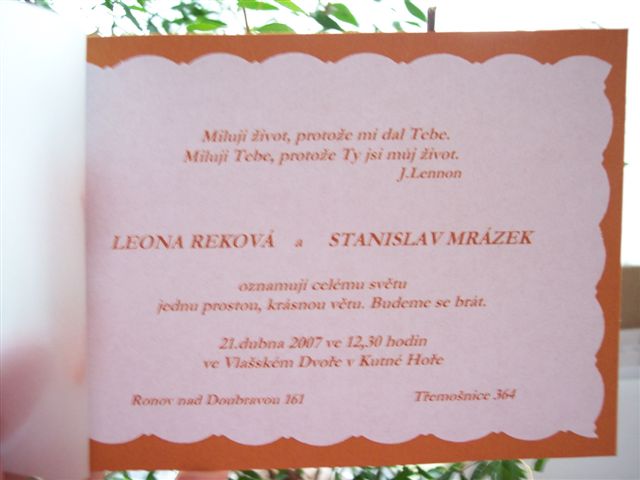 Miluji život, protože mi dal Tebe.
Miluji Tebe, protože Ty jsi můj život.
J.Lennon
LEONA REKOVÁ a STANISLAV MRÁZEK
oznamují celému světu
jednu prostou, krásnou větu. Budeme se brát.
21.dubna 2007 ve 12,30 hodin
ve Vlašském Dvoře v Kutné Hoře
Ronov nad Doubravou 161 Třemošnice 364